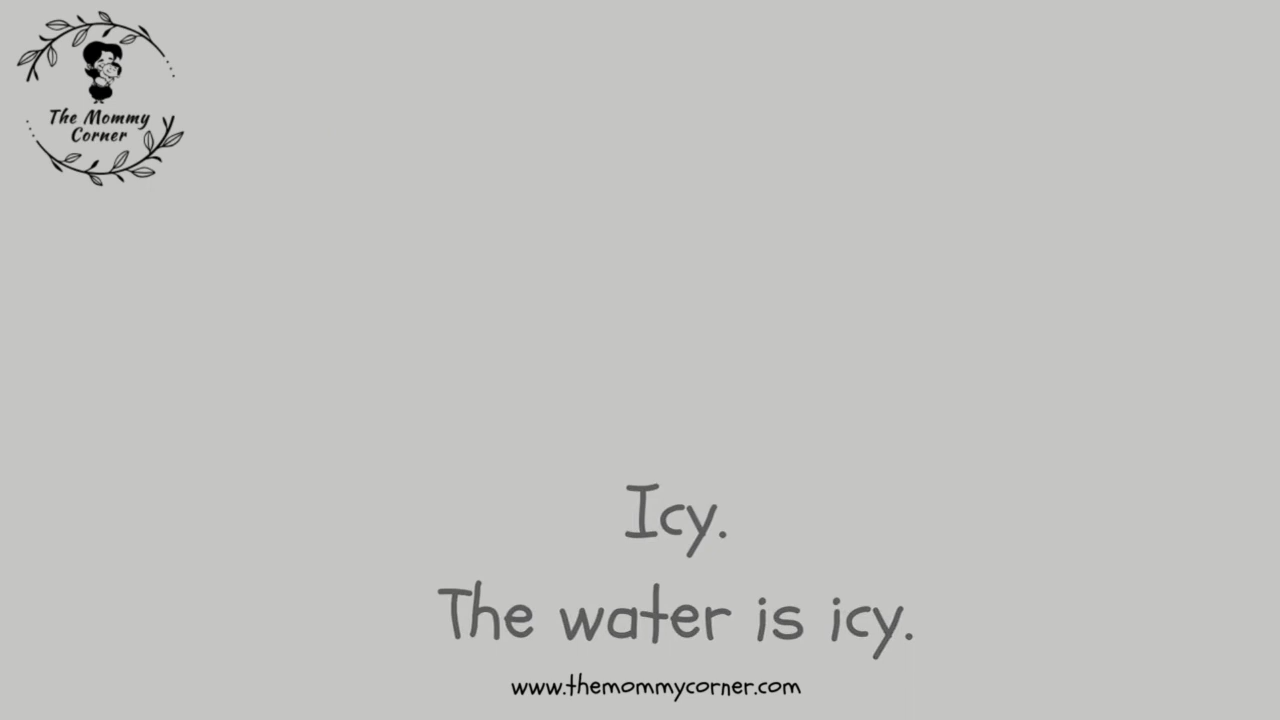 The Mommy
Corner
Icy.
The water is icy.
www.themommycorner.com